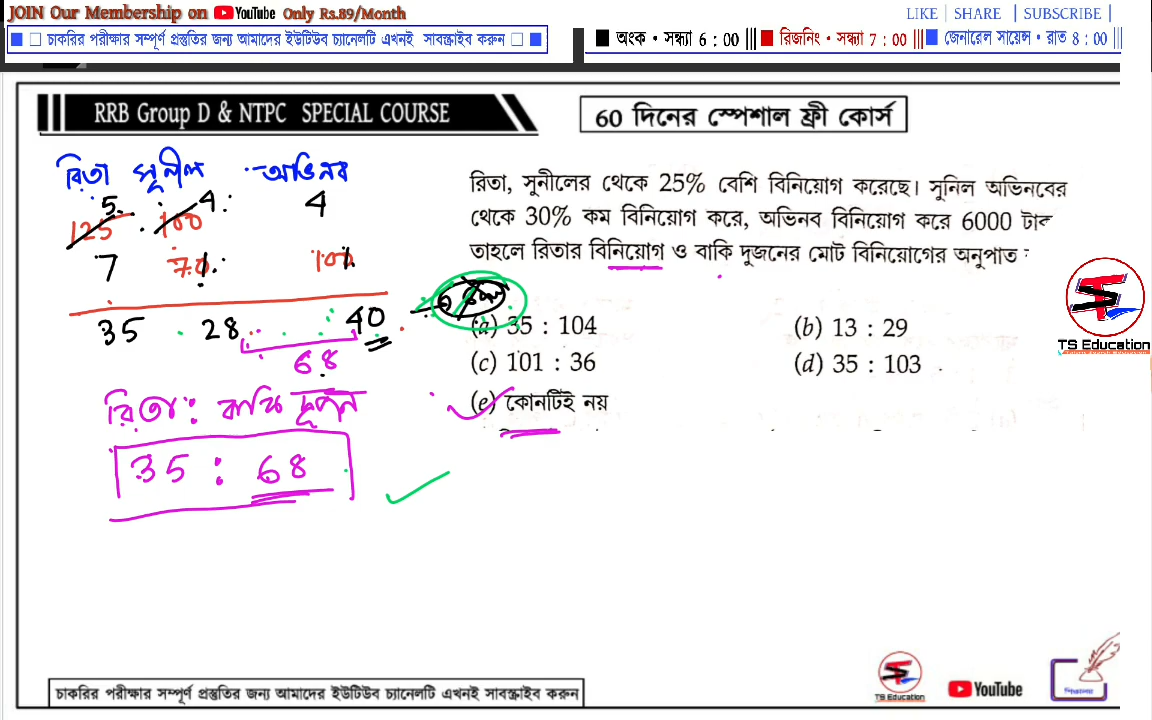 JOIN Our Membership on YouTube Only Rs.89/Month
LIKE | SHARE | SUBSCRIBE |
চাকরির পরীক্ষার সম্পূর্ণ প্রস্তুতির জন্য আমাদের ইউটিউব চ্যানেলটি এখনই সাবস্ক্রাইব করুন
অংক • সন্ধ্যা 6 : 00 ||| রিজনিং • সন্ধ্যা 7 : 00 ||| জেনারেল সায়েন্স • রাত 8 : 00 |||
RRB Group D & NTPC SPECIAL COURSE
60 দিনের স্পেশাল ফ্রী কোর্স
রিতা সুনীল অভিনব
5 4 4
125 100
7 70 100
35 28 40
68
রিতা : বাকি দুজন
35 : 68
রিতা, সুনীলের থেকে 25% বেশি বিনিয়োগ করেছে। সুনিল অভিনবের
থেকে 30% কম বিনিয়োগ করে, অভিনব বিনিয়োগ করে 6000 টাক
তাহলে রিতার বিনিয়োগ ও বাকি দুজনের মোট বিনিয়োগের অনুপাত
(a) 35 : 104
(b) 13 : 29
(c) 101 : 36
(d) 35 : 103
(e) কোনটিই নয়
TS Education
চাকরির পরীক্ষার সম্পূর্ণ প্রস্তুতির জন্য আমাদের ইউটিউব চ্যানেলটি এখনই সাবস্ক্রাইব করুন
TS Education
YouTube